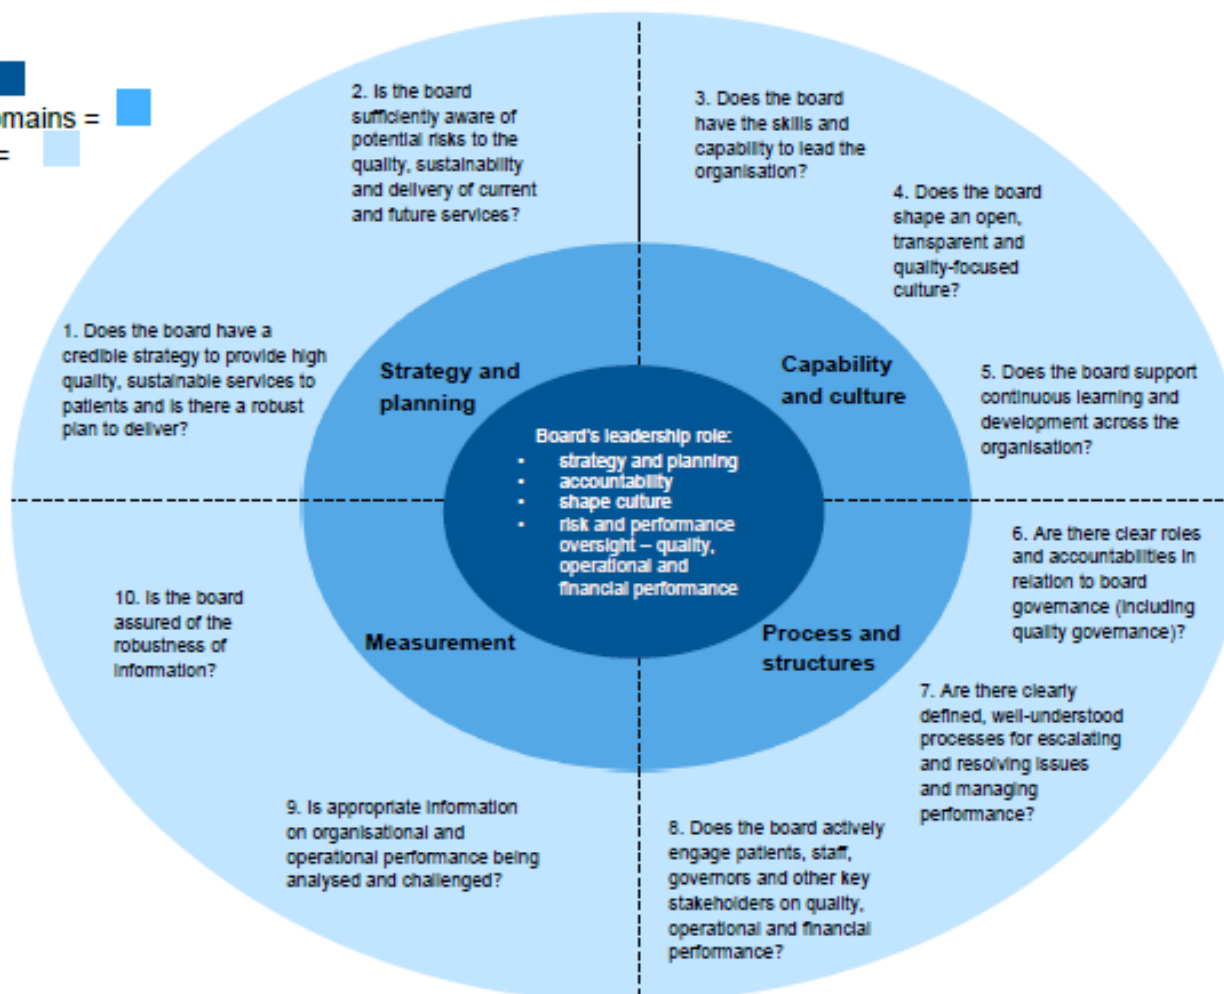 mains =
=
2. Is the board
sufficiently aware of
potential risks to the
quality, sustainability
and delivery of current
and future services?
3. Does the board
have the skills and
capability to lead the
organisation?
4. Does the board
shape an open,
transparent and
quality-focused
culture?
1. Does the board have a
credible strategy to provide high
quality, sustainable services to
patients and is there a robust
plan to deliver?
Strategy and
planning
Capability
and culture
5. Does the board support
continuous learning and
development across the
organisation?
Board's leadership role:
▪ strategy and planning
▪ accountability
▪ shape culture
▪ risk and performance
oversight – quality,
operational and
financial performance
6. Are there clear roles
and accountabilities in
relation to board
governance (including
quality governance)?
10. Is the board
assured of the
robustness of
information?
Measurement
Process and
structures
7. Are there clearly
defined, well-understood
processes for escalating
and resolving issues
and managing
performance?
9. Is appropriate information
on organisational and
operational performance being
analysed and challenged?
8. Does the board actively
engage patients, staff,
governors and other key
stakeholders on quality,
operational and financial
performance?